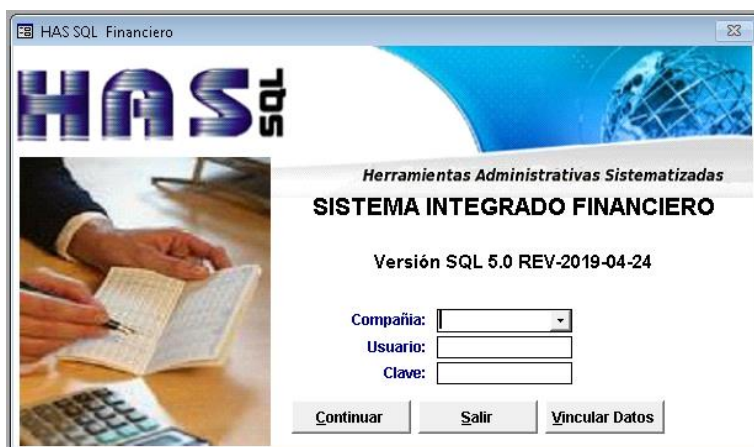 HAS SQL Financiero
HAS SQL
Herramientas Administrativas Sistematizadas
SISTEMA INTEGRADO FINANCIERO
Versión SQL 5.0 REV-2019-04-24
Compañia:
Usuario:
Clave:
Continuar Salir Vincular Datos